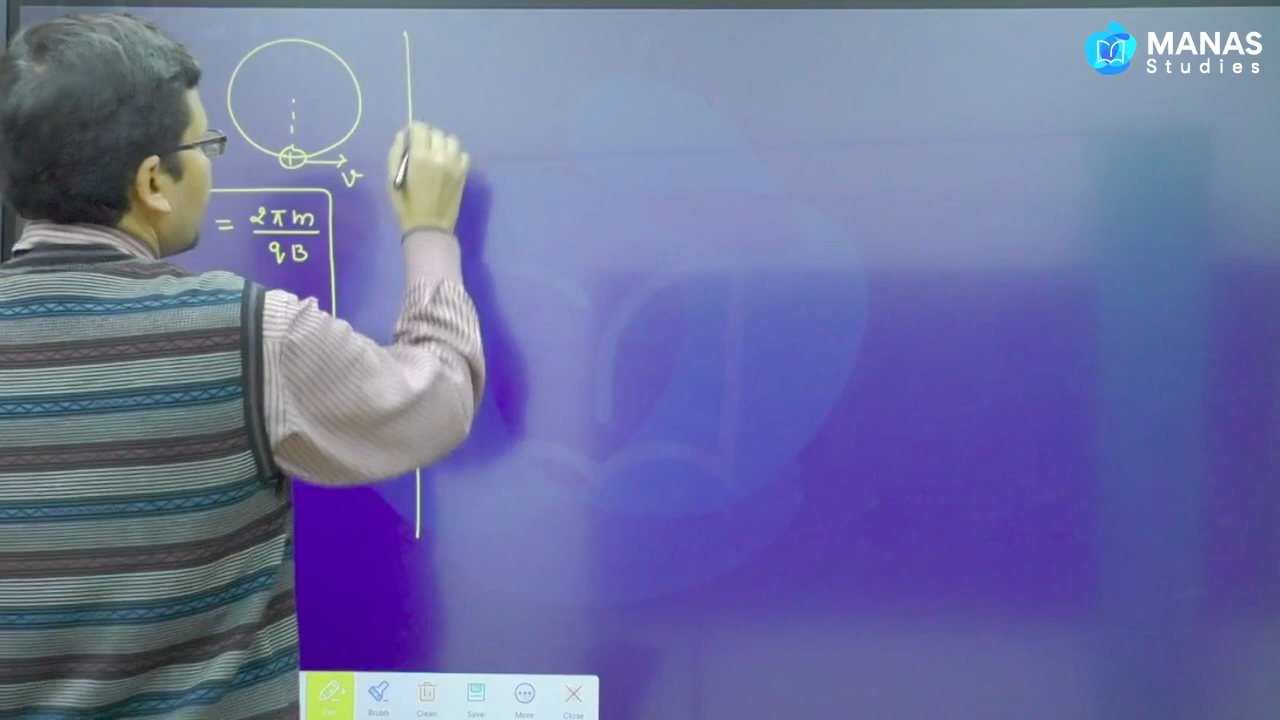 MANAS
Studies
v
= 2πm
qB
Pen Brush Clean Save More Close